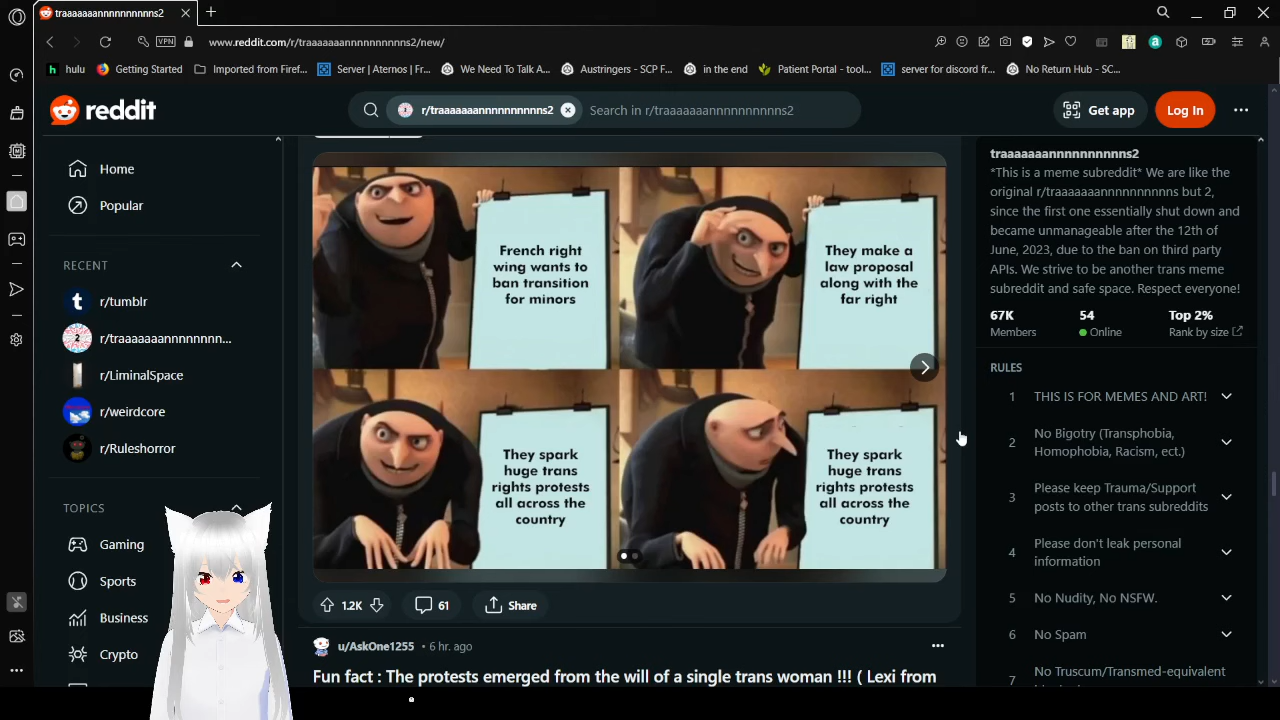 traaaaaaannnnnnnnnns2
www.reddit.com/r/traaaaaaannnnnnnnnns2/new/
VPN
hulu
Getting Started
Imported from Firef...
Server | Aternos | Fr...
We Need To Talk A...
Austringers - SCP F...
in the end
Patient Portal - tool...
server for discord fr...
No Return Hub - SC...
reddit
r/traaaaaaannnnnnnnnns2
Search in r/traaaaaaannnnnnnnnns2
Get app
Log In
Home
Popular
RECENT
r/tumblr
r/traaaaaaannnnnnn...
r/LiminalSpace
r/weirdcore
r/Ruleshorror
TOPICS
Gaming
Sports
Business
Crypto
French right
wing wants to
ban transition
for minors
They make a
law proposal
along with the
far right
They spark
huge trans
rights protests
all across the
country
They spark
huge trans
rights protests
all across the
country
1.2K
61
Share
u/AskOne1255 • 6 hr. ago
Fun fact : The protests emerged from the will of a single trans woman !!! ( Lexi from
traaaaaaannnnnnnnnns2
*This is a meme subreddit* We are like the
original r/traaaaaaannnnnnnnnns but 2,
since the first one essentially shut down and
became unmanageable after the 12th of
June, 2023, due to the ban on third party
APIs. We strive to be another trans meme
subreddit and safe space. Respect everyone!
67K
Members
54
Online
Top 2%
Rank by size
RULES
1 THIS IS FOR MEMES AND ART!
2 No Bigotry (Transphobia,
Homophobia, Racism, ect.)
3 Please keep Trauma/Support
posts to other trans subreddits
4 Please don't leak personal
information
5 No Nudity, No NSFW.
6 No Spam
7 No Truscum/Transmed-equivalent